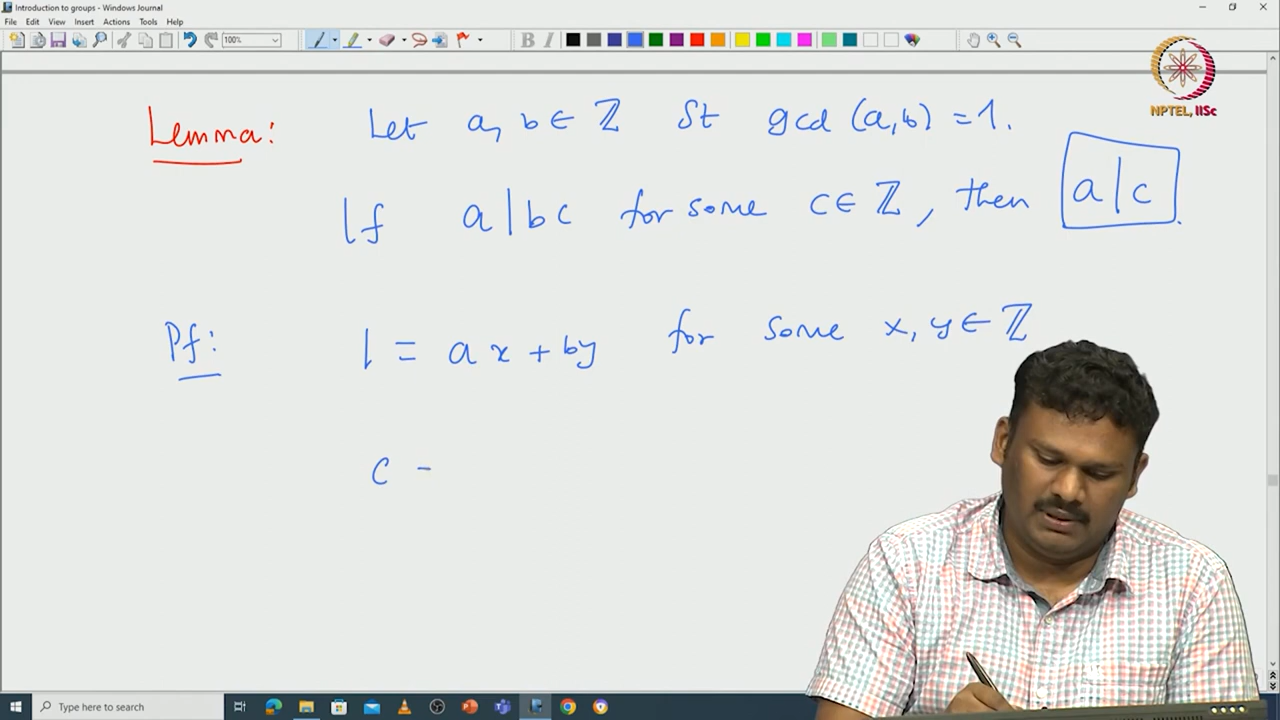 Introduction to groups - Windows Journal
File Edit View Insert Actions Tools Help
100% B I
NPTEL, IISc
Lemma: Let a, b ∈ ℤ st gcd (a,b) = 1.
If a | bc for some c ∈ ℤ, then a | c.
Pf: 1 = ax + by for some x, y ∈ ℤ
c -
Type here to search